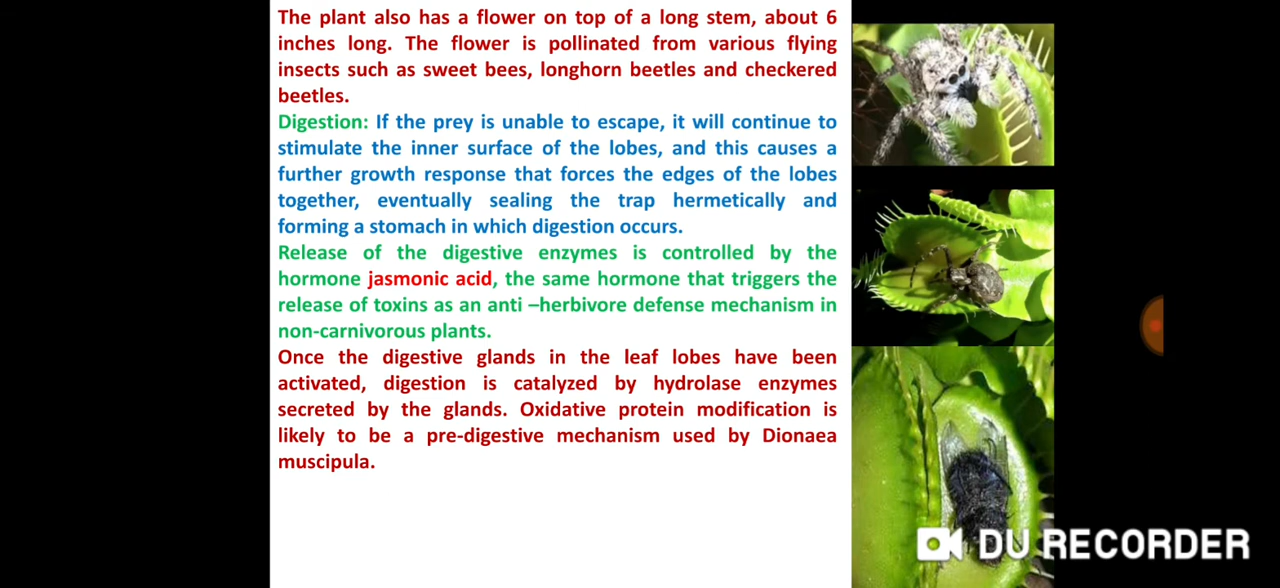 The plant also has a flower on top of a long stem, about 6
inches long. The flower is pollinated from various flying
insects such as sweet bees, longhorn beetles and checkered
beetles.
Digestion: If the prey is unable to escape, it will continue to
stimulate the inner surface of the lobes, and this causes a
further growth response that forces the edges of the lobes
together, eventually sealing the trap hermetically and
forming a stomach in which digestion occurs.
Release of the digestive enzymes is controlled by the
hormone jasmonic acid, the same hormone that triggers the
release of toxins as an anti –herbivore defense mechanism in
non-carnivorous plants.
Once the digestive glands in the leaf lobes have been
activated, digestion is catalyzed by hydrolase enzymes
secreted by the glands. Oxidative protein modification is
likely to be a pre-digestive mechanism used by Dionaea
muscipula.
DU RECORDER